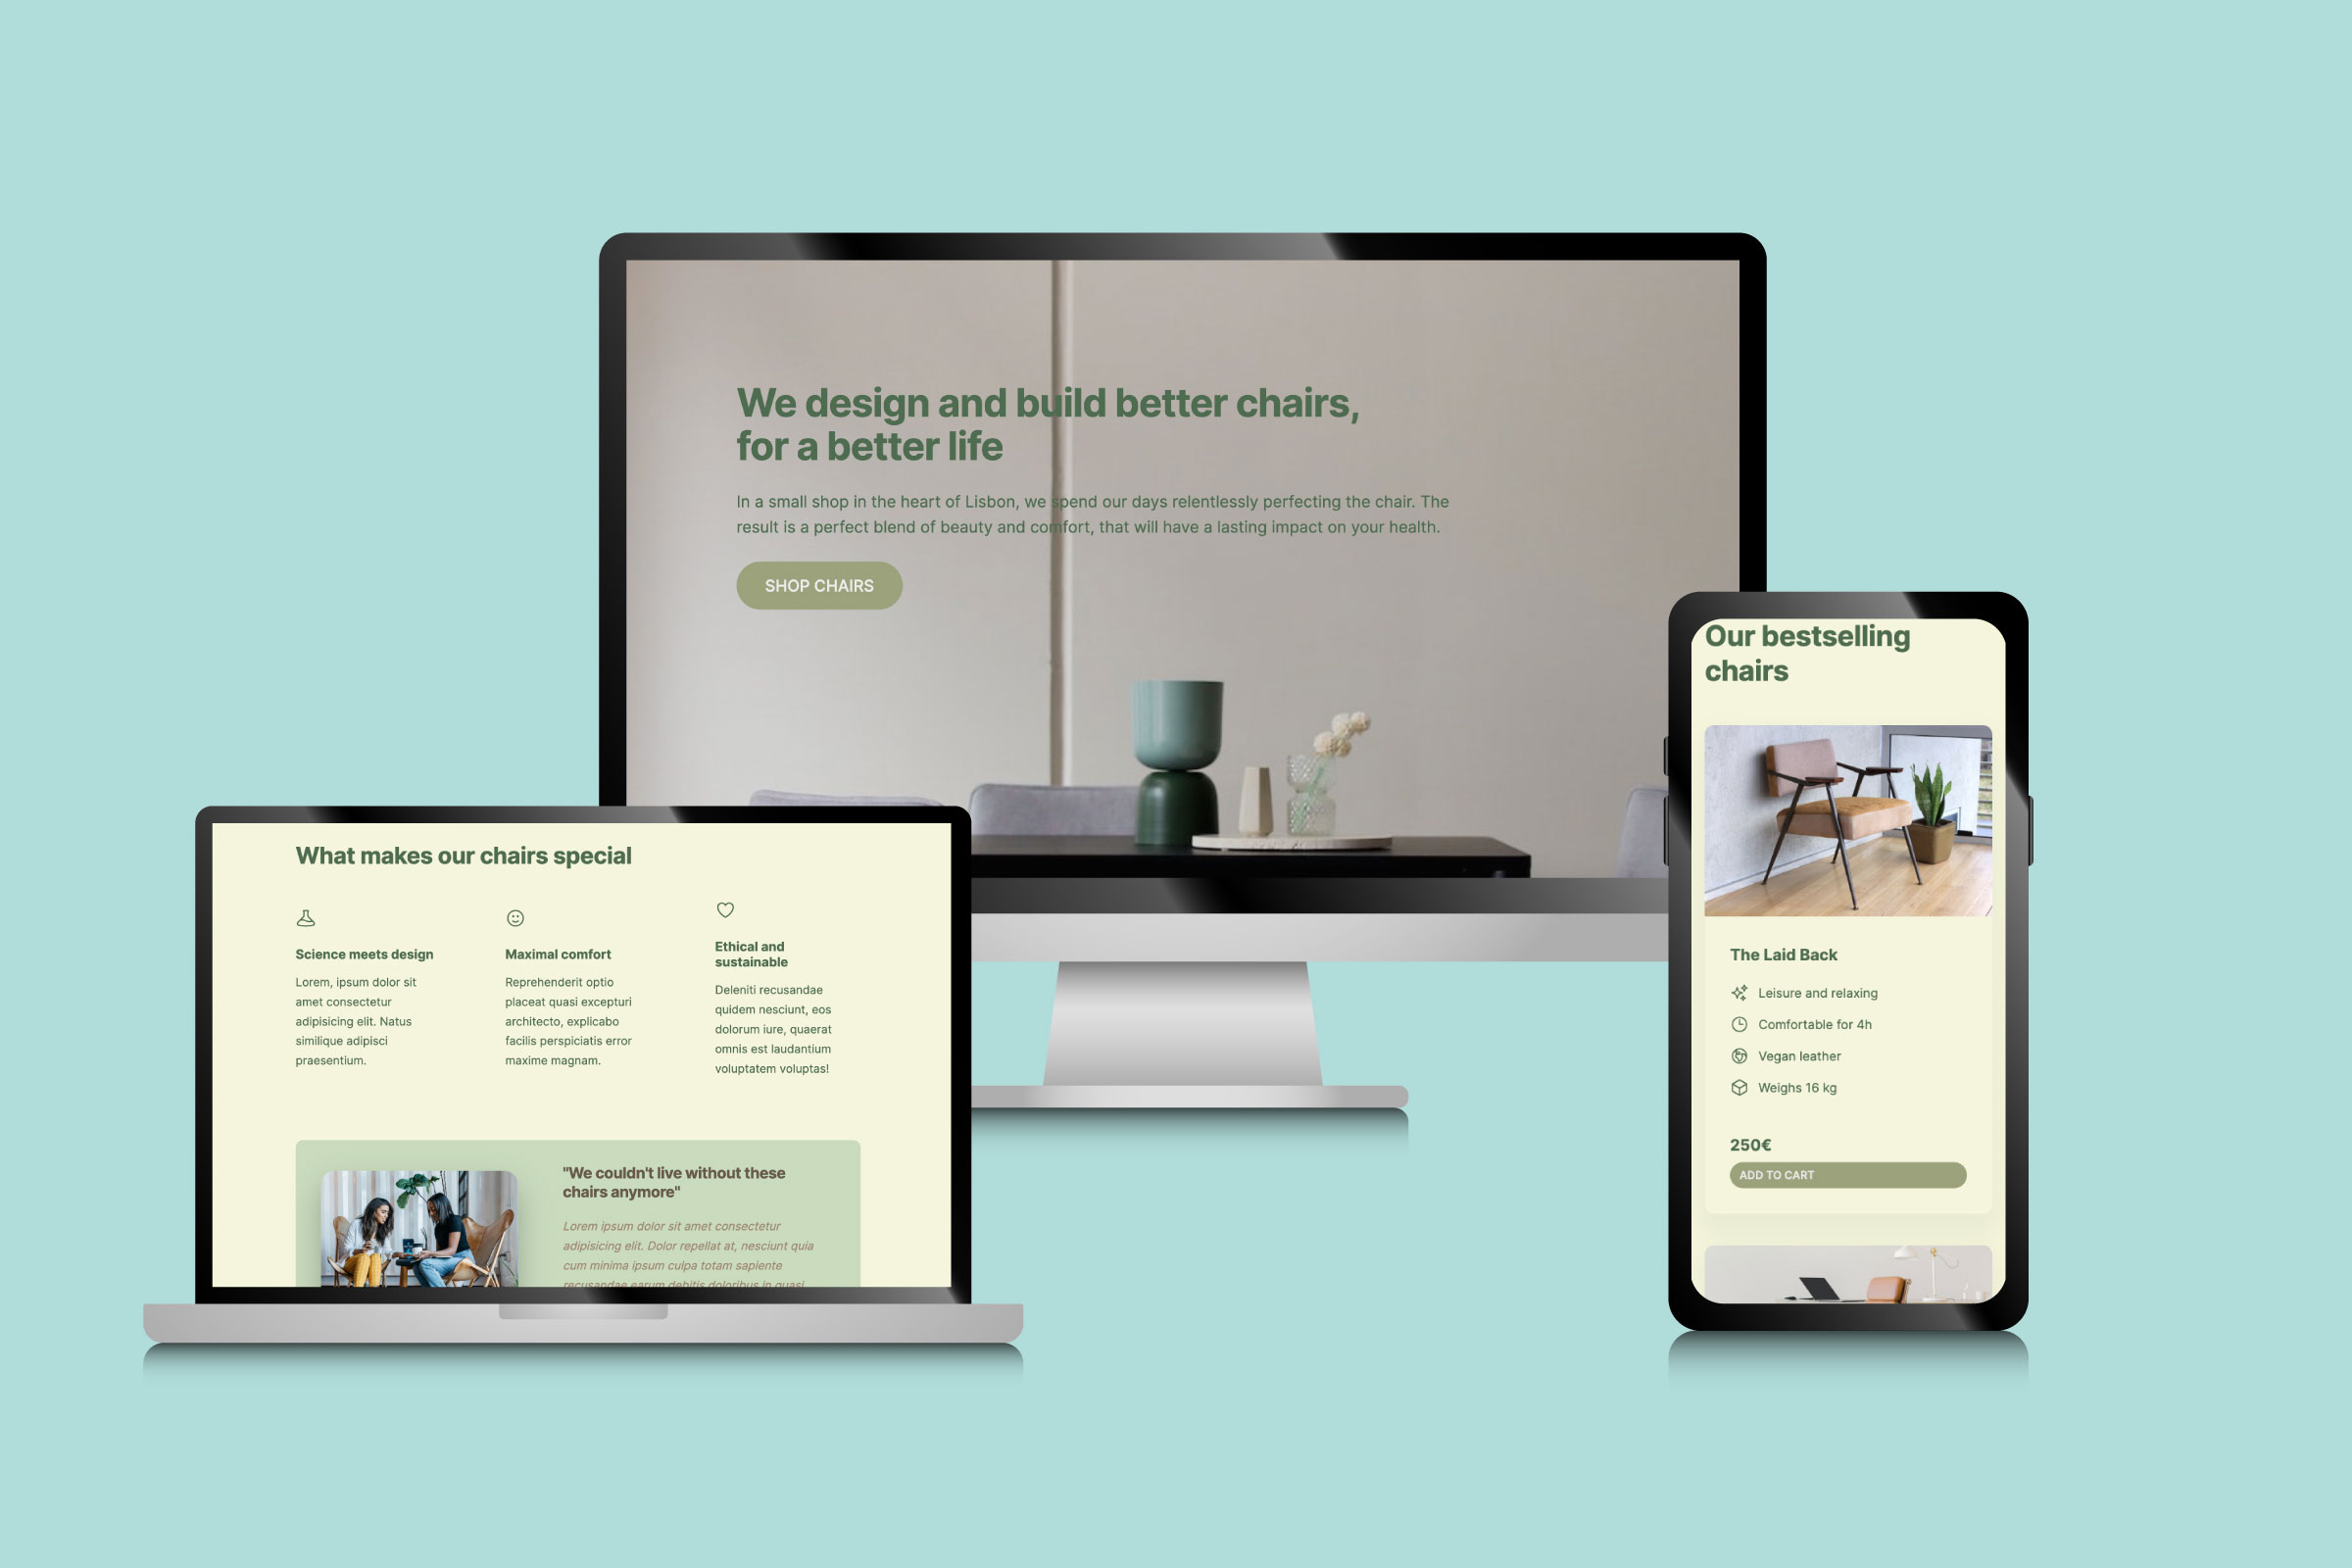 We design and build better chairs,
for a better life
In a small shop in the heart of Lisbon, we spend our days relentlessly perfecting the chair. The
result is a perfect blend of beauty and comfort, that will have a lasting impact on your health.
SHOP CHAIRS
What makes our chairs special
Science meets design
Lorem, ipsum dolor sit
amet consectetur
adipisicing elit. Natus
similique adipisci
praesentium.
Maximal comfort
Reprehenderit optio
placeat quasi excepturi
architecto, explicabo
facilis perspiciatis error
maxime magnam.
Ethical and
sustainable
Deleniti recusandae
quidem nesciunt, eos
dolorum iure, quaerat
omnis est laudantium
voluptatem voluptas!
"We couldn't live without these
chairs anymore"
Lorem ipsum dolor sit amet consectetur
adipisicing elit. Dolor repellat at, nesciunt quia
cum minima ipsum culpa totam sapiente
recusandae earum debitis doloribus in quasi
Our bestselling
chairs
The Laid Back
Leisure and relaxing
Comfortable for 4h
Vegan leather
Weighs 16 kg
250€
ADD TO CART